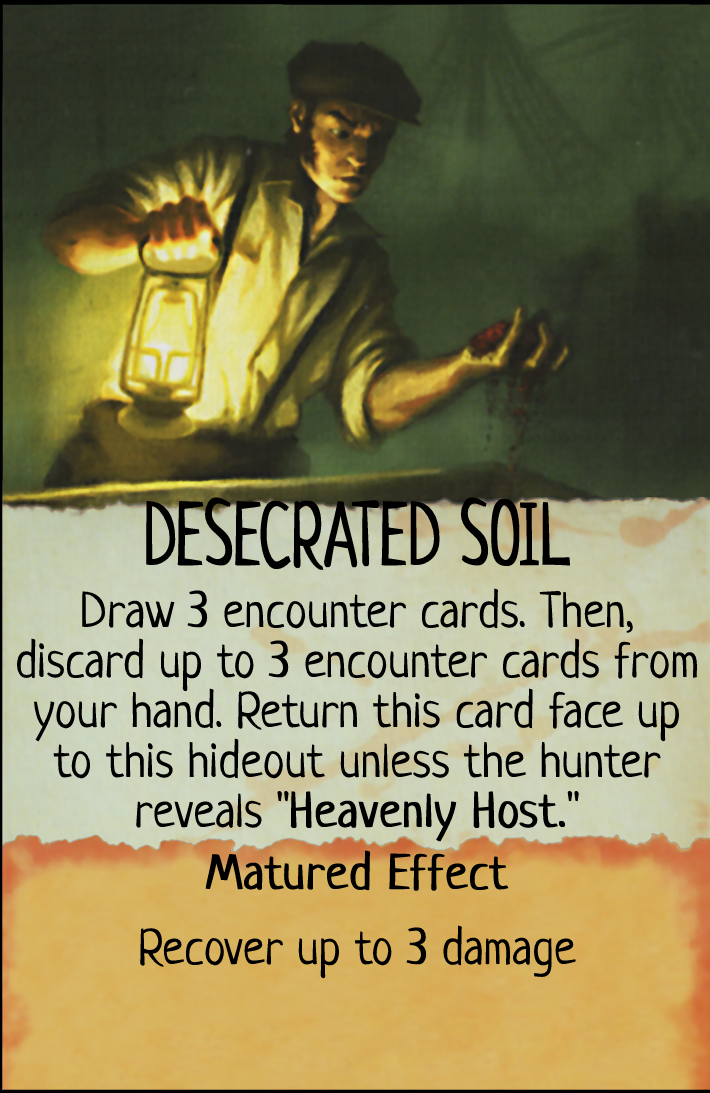 DESECRATED SOIL
Draw 3 encounter cards. Then,
discard up to 3 encounter cards from
your hand. Return this card face up
to this hideout unless the hunter
reveals "Heavenly Host."
Matured Effect
Recover up to 3 damage